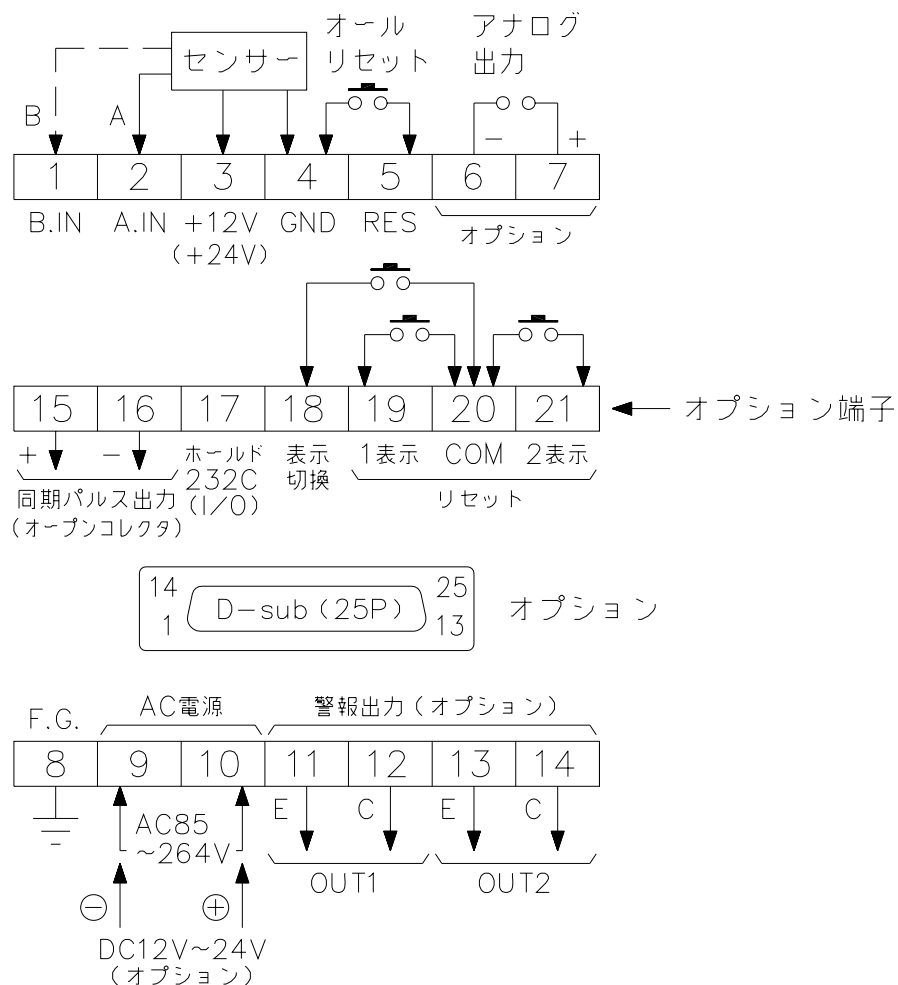 オール
リセット
アナログ
出力
センサー
B
A
−
+
1 2 3 4 5 6 7
B.IN A.IN +12V GND RES
(+24V)
オプション
15 16 17 18 19 20 21
オプション端子
+ − ホールド 表示 1表示 COM 2表示
232C 切換
(I/O)
リセット
同期パルス出力
(オープンコレクタ)
14 25
D−sub(25P)
1 13
オプション
F.G. AC電源 警報出力(オプション)
8 9 10 11 12 13 14
E C E C
AC85
~264V
OUT1 OUT2
⊖ ⊕
DC12V~24V
(オプション)